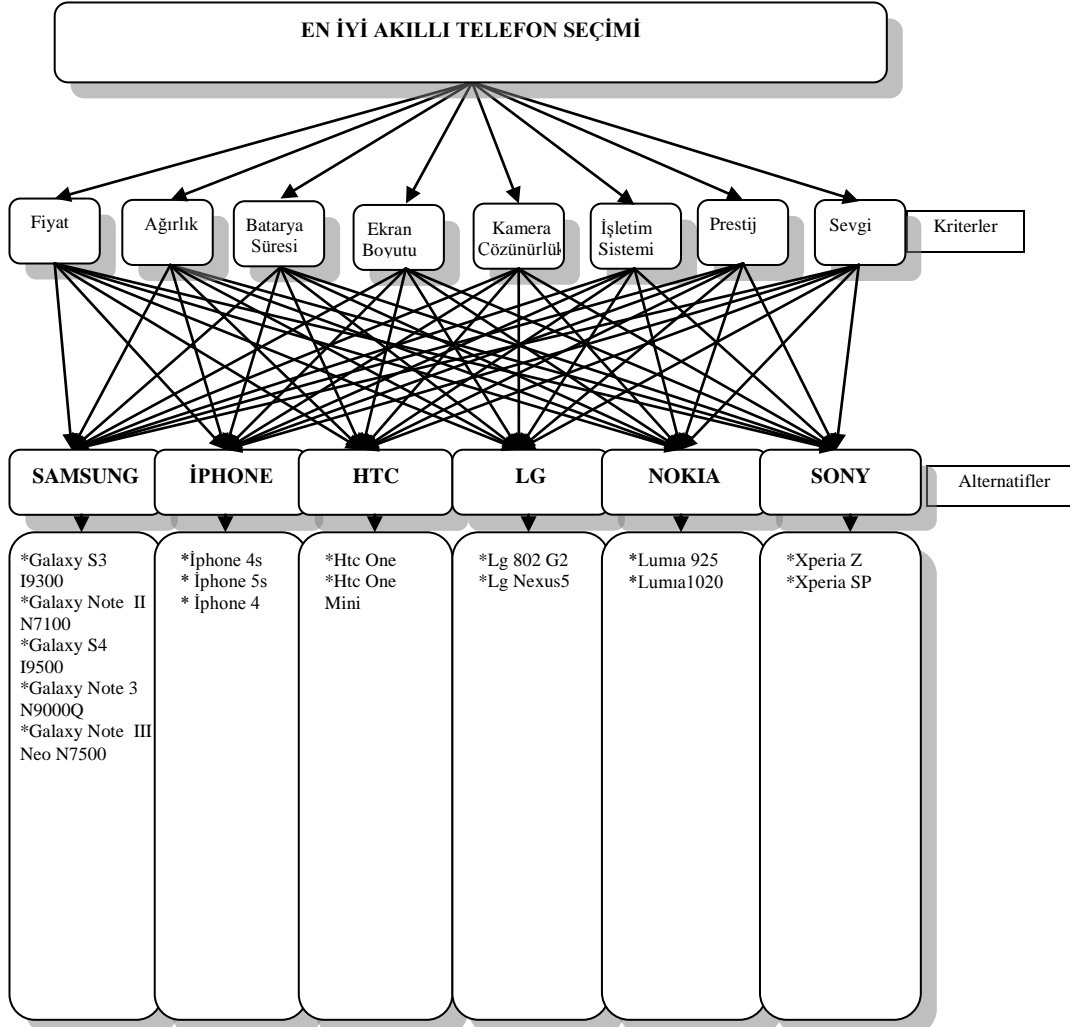 EN İYİ AKILLI TELEFON SEÇİMİ
Fiyat
Ağırlık
Batarya
Süresi
Ekran
Boyutu
Kamera
Cözünürlük
İşletim
Sistemi
Prestij
Sevgi
Kriterler
SAMSUNG
İPHONE
HTC
LG
NOKIA
SONY
Alternatifler
*Galaxy S3
I9300
*Galaxy Note II
N7100
*Galaxy S4
I9500
*Galaxy Note 3
N9000Q
*Galaxy Note III
Neo N7500
*İphone 4s
* İphone 5s
* İphone 4
*Htc One
*Htc One
Mini
*Lg 802 G2
*Lg Nexus5
*Lumıa 925
*Lumıa1020
*Xperia Z
*Xperia SP